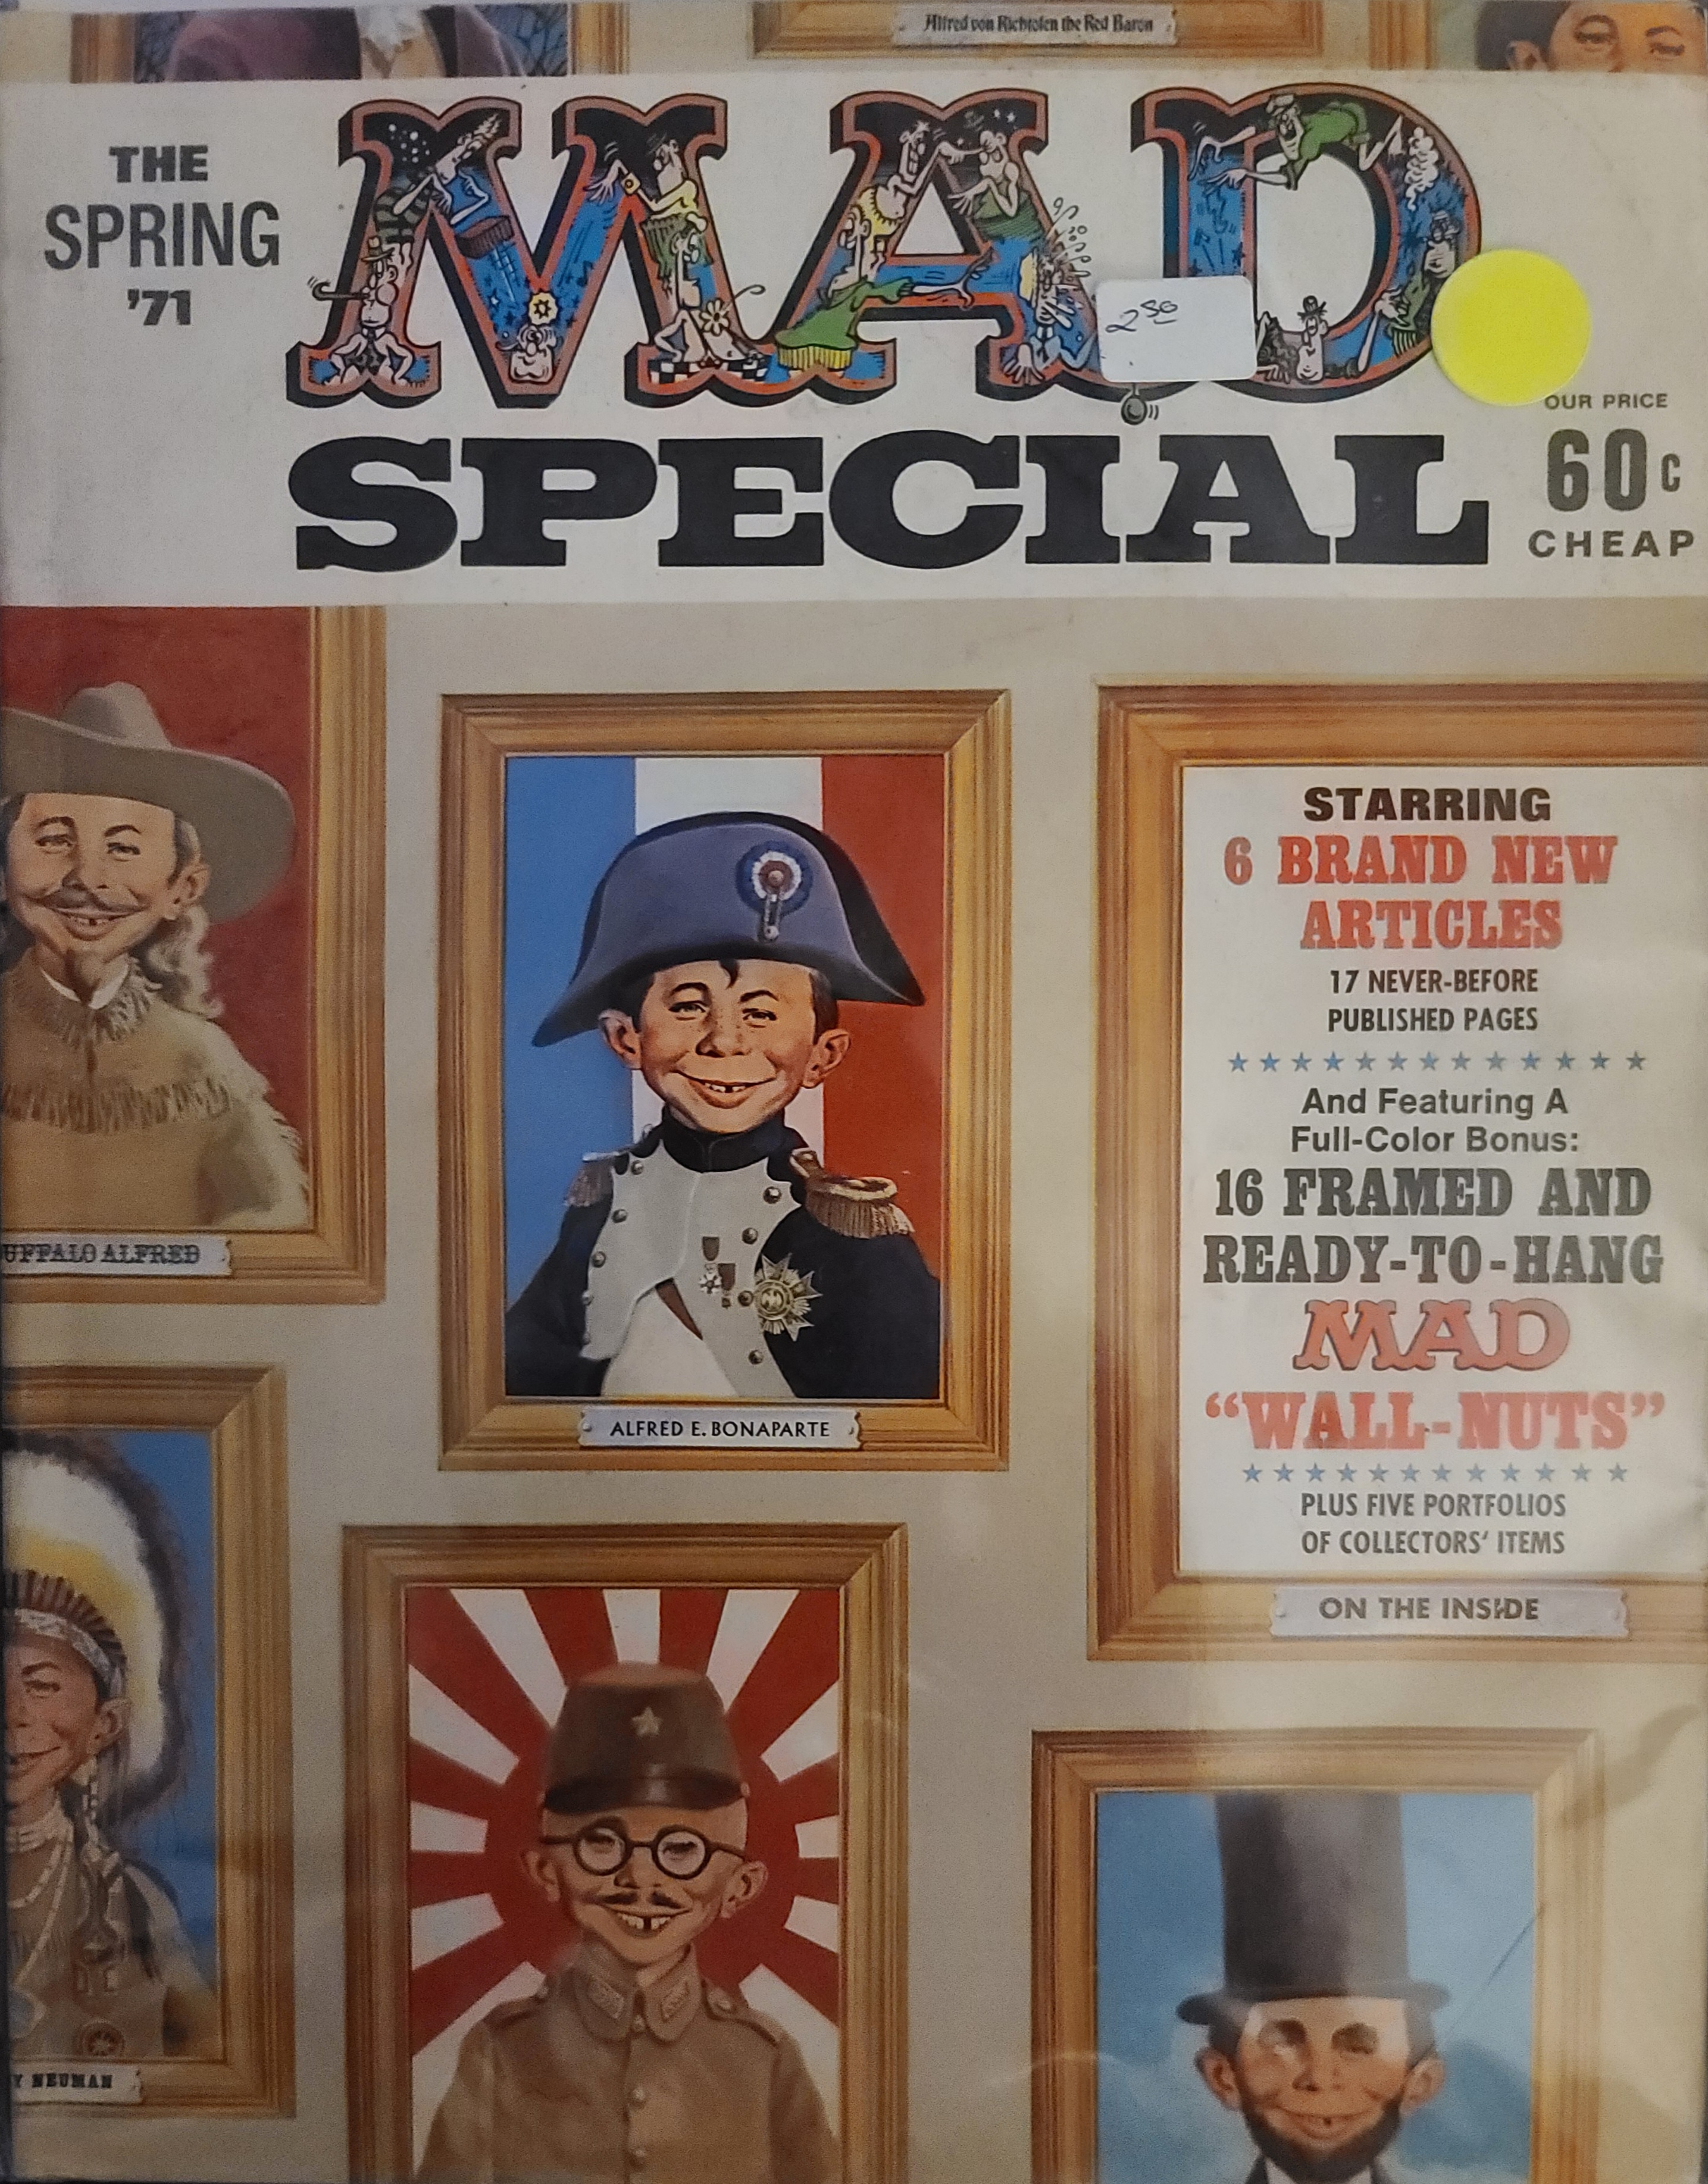 Alfred von Richtofen the Red Baron
THE
SPRING
'71
MAD
2 50
SPECIAL
OUR PRICE
60c
CHEAP
STARRING
6 BRAND NEW
ARTICLES
17 NEVER-BEFORE
PUBLISHED PAGES
And Featuring A
Full-Color Bonus:
16 FRAMED AND
READY-TO-HANG
MAD
“WALL-NUTS”
PLUS FIVE PORTFOLIOS
OF COLLECTORS' ITEMS
ON THE INSIDE
UFFALO ALFRED
ALFRED E. BONAPARTE
Y NEUMAN